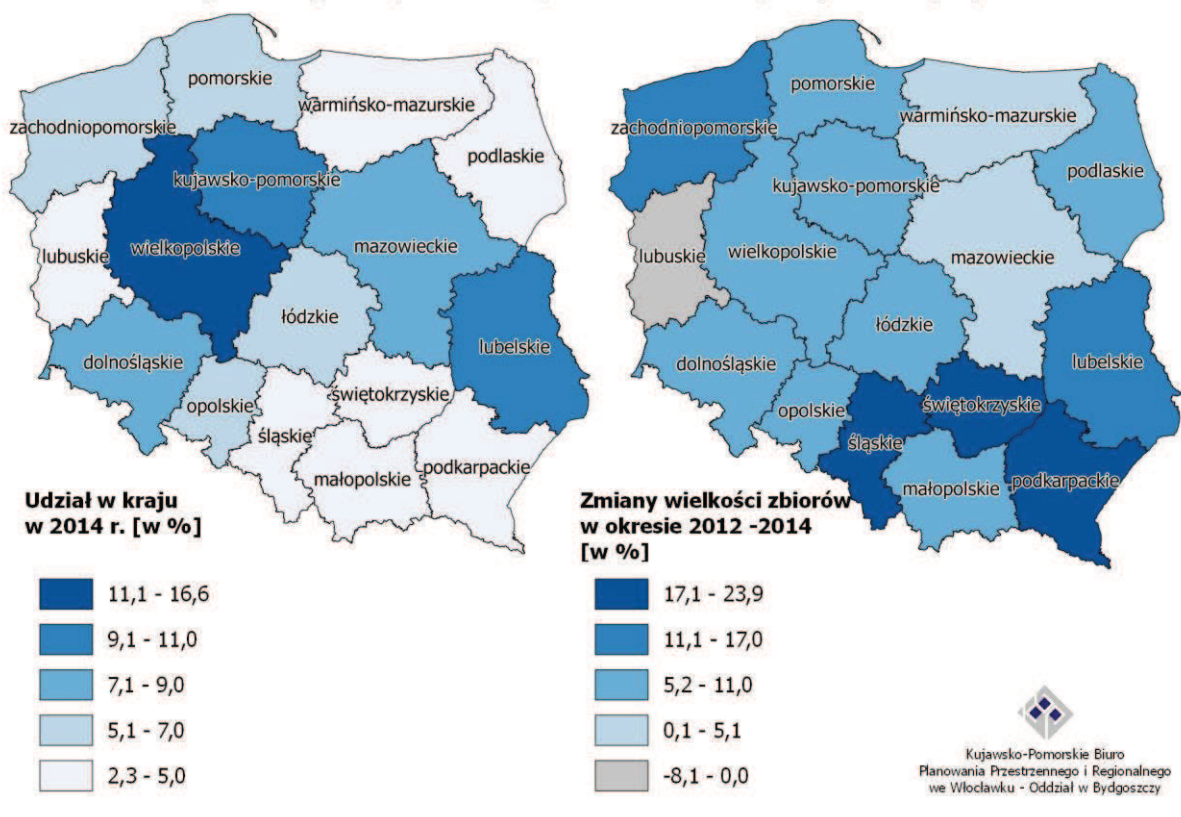 pomorskie
warmińsko-mazurskie
zachodniopomorskie
podlaskie
kujawsko-pomorskie
lubuskie
wielkopolskie
mazowieckie
łódzkie
lubelskie
dolnośląskie
opolskie
świętokrzyskie
śląskie
małopolskie
podkarpackie
Udział w kraju
w 2014 r. [w %]
11,1 - 16,6
9,1 - 11,0
7,1 - 9,0
5,1 - 7,0
2,3 - 5,0
pomorskie
warmińsko-mazurskie
zachodniopomorskie
podlaskie
kujawsko-pomorskie
lubuskie
wielkopolskie
mazowieckie
łódzkie
lubelskie
dolnośląskie
opolskie
świętokrzyskie
śląskie
małopolskie
podkarpackie
Zmiany wielkości zbiorów
w okresie 2012 -2014
[w %]
17,1 - 23,9
11,1 - 17,0
5,2 - 11,0
0,1 - 5,1
-8,1 - 0,0
Kujawsko-Pomorskie Biuro
Planowania Przestrzennego i Regionalnego
we Włocławku - Oddział w Bydgoszczy